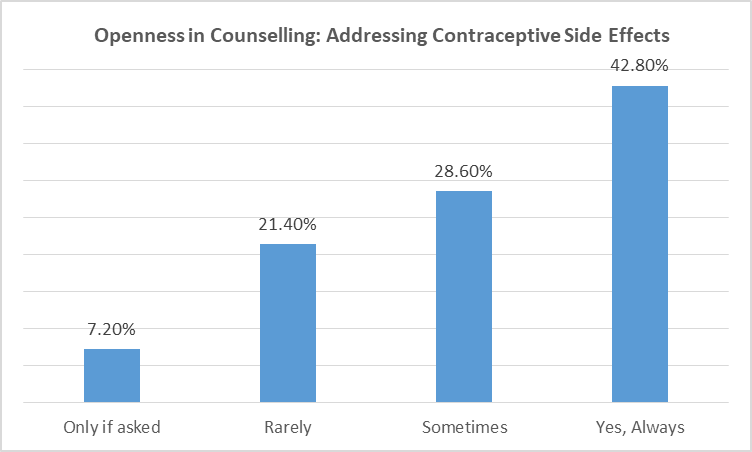 Openness in Counselling: Addressing Contraceptive Side Effects
42.80%
28.60%
21.40%
7.20%
Only if asked
Rarely
Sometimes
Yes, Always